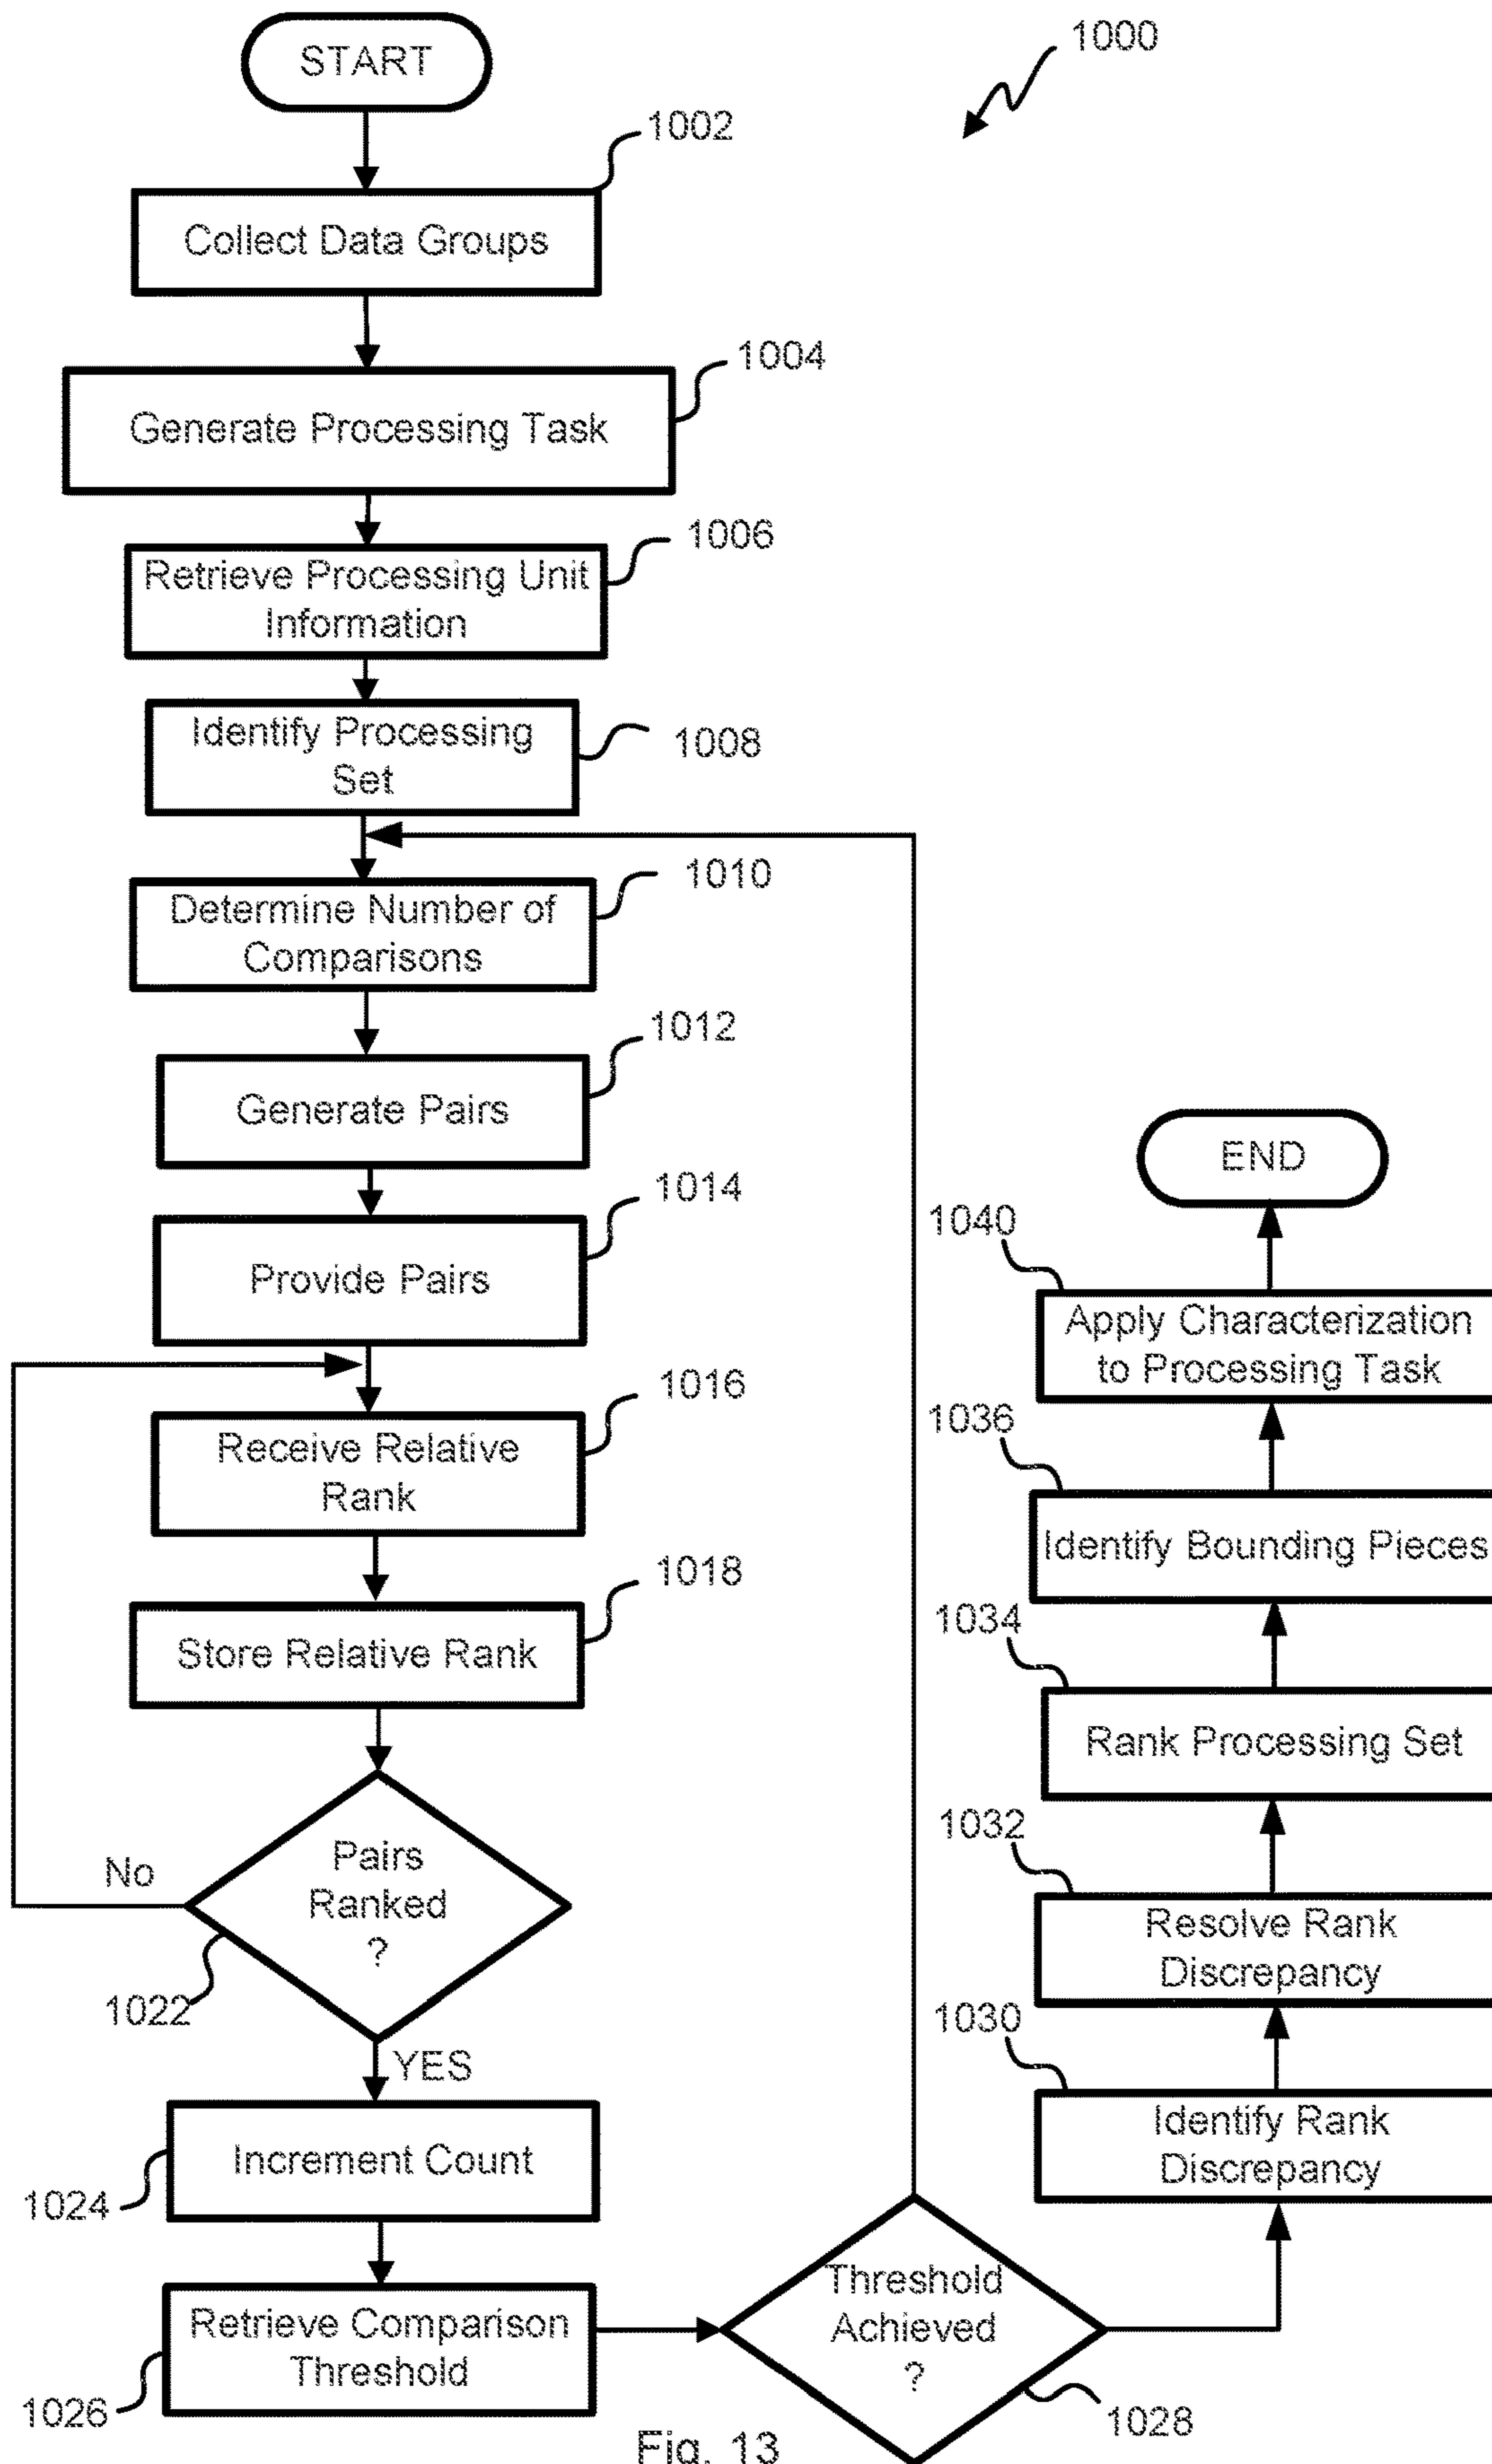 START
1000
1002
Collect Data Groups
1004
Generate Processing Task
1006
Retrieve Processing Unit
Information
1008
Identify Processing
Set
1010
Determine Number of
Comparisons
1012
Generate Pairs
1014
Provide Pairs
1016
Receive Relative
Rank
1018
Store Relative Rank
Pairs
Ranked
?
No
1022
YES
Increment Count
1024
Retrieve Comparison
Threshold
1026
Threshold
Achieved
?
1028
1030
Identify Rank
Discrepancy
1032
Resolve Rank
Discrepancy
1034
Rank Processing Set
1036
Identify Bounding Pieces
1040
Apply Characterization
to Processing Task
END
Fig. 13